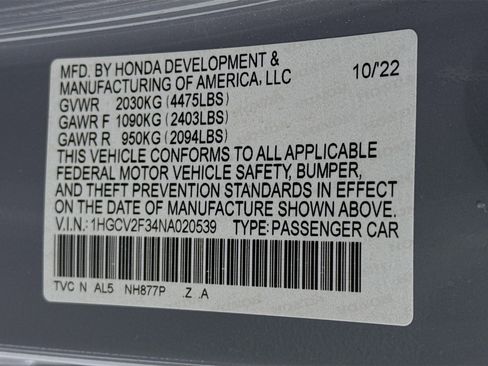 MFD. BY HONDA DEVELOPMENT & 10/'22
MANUFACTURING OF AMERICA, LLC
GVWR 2030KG (4475LBS)
GAWR F 1090KG (2403LBS)
GAWR R 950KG (2094LBS)
THIS VEHICLE CONFORMS TO ALL APPLICABLE
FEDERAL MOTOR VEHICLE SAFETY, BUMPER,
AND THEFT PREVENTION STANDARDS IN EFFECT
ON THE DATE OF MANUFACTURE SHOWN ABOVE.
V.I.N.: 1HGCV2F34NA020539 TYPE: PASSENGER CAR
TVC N AL5 NH877P .Z .A